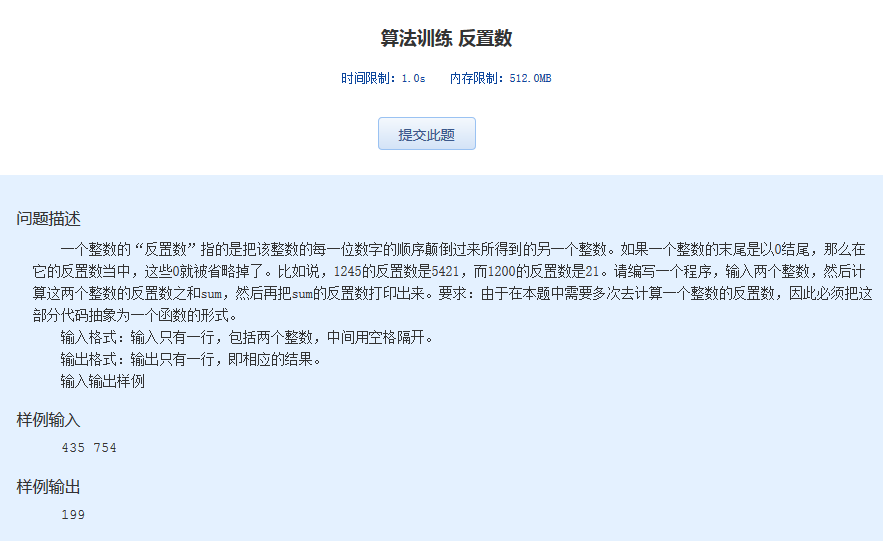 算法训练 反置数
时间限制：1.0s 内存限制：512.0MB
提交此题
问题描述
一个整数的“反置数”指的是把该整数的每一位数字的顺序颠倒过来所得到的另一个整数。如果一个整数的末尾是以0结尾，那么在
它的反置数当中，这些0就被省略掉了。比如说，1245的反置数是5421，而1200的反置数是21。请编写一个程序，输入两个整数，然后计
算这两个整数的反置数之和sum，然后再把sum的反置数打印出来。要求：由于在本题中需要多次去计算一个整数的反置数，因此必须把这
部分代码抽象为一个函数的形式。
输入格式：输入只有一行，包括两个整数，中间用空格隔开。
输出格式：输出只有一行，即相应的结果。
输入输出样例
样例输入
435 754
样例输出
199